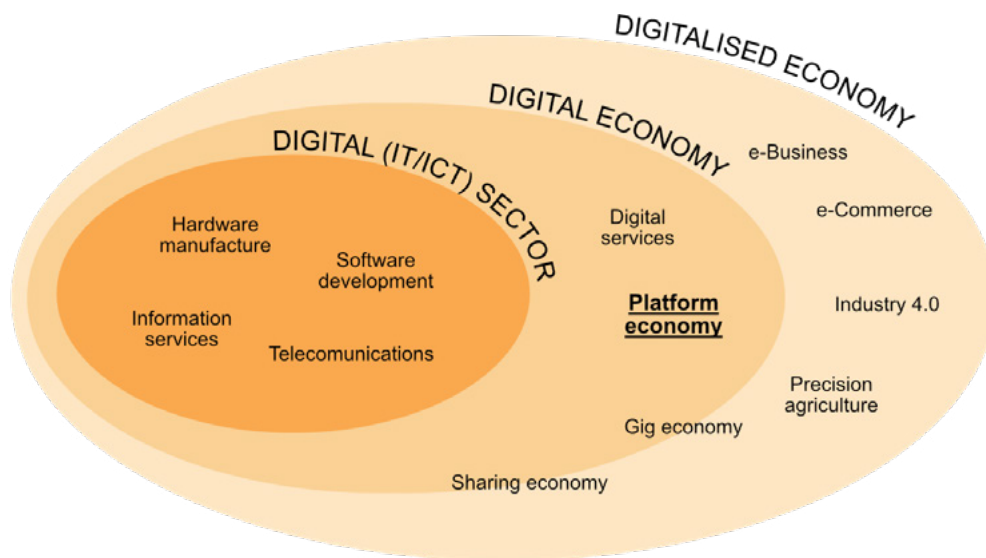 DIGITALISED ECONOMY
DIGITAL ECONOMY
DIGITAL (IT/ICT) SECTOR
e-Business
e-Commerce
Industry 4.0
Precision
agriculture
Digital
services
Platform
economy
Gig economy
Sharing economy
Hardware
manufacture
Software
development
Information
services
Telecomunications